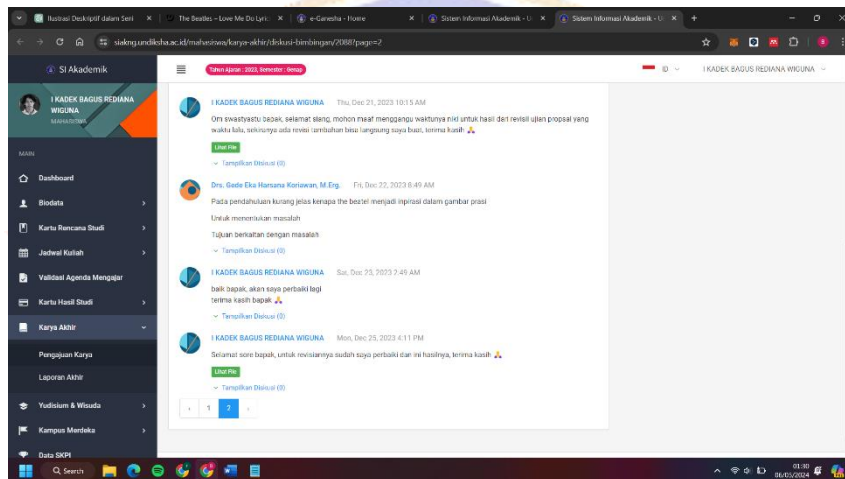 Ilustrasi Deskriptif dalam Seni
The Beatles – Love Me Do Lyric
e-Ganesha - Home
Sistem Informasi Akademik - U
Sistem Informasi Akademik - U
siakng.undiksha.ac.id/mahasiswa/karya-akhir/diskusi-bimbingan/2088?page=2
SI Akademik
Tahun Ajaran : 2023, Semester : Genap
ID
I KADEK BAGUS REDIANA WIGUNA
I KADEK BAGUS REDIANA
WIGUNA
MAHASISWA
MAIN
Dashboard
Biodata
Kartu Rencana Studi
Jadwal Kuliah
Validasi Agenda Mengajar
Kartu Hasil Studi
Karya Akhir
Pengajuan Karya
Laporan Akhir
Yudisium & Wisuda
Kampus Merdeka
Data SKPI
I KADEK BAGUS REDIANA WIGUNA Thu, Dec 21, 2023 10:15 AM
Om swastyastu bapak, selamat siang, mohon maaf menggangu waktunya niki untuk hasil dari revisi ujian propsal yang
waktu lalu, sekiranya ada revisi tambahan bisa langsung saya buat, terima kasih 🙏
Lihat File
Tampilkan Diskusi (0)
Drs. Gede Eka Harsana Koriawan, M.Erg. Fri, Dec 22, 2023 8:49 AM
Pada pendahuluan kurang jelas kenapa the beatel menjadi inpirasi dalam gambar prasi
Untuk menentukan masalah
Tujuan berkaitan dengan masalah
Tampilkan Diskusi (0)
I KADEK BAGUS REDIANA WIGUNA Sat, Dec 23, 2023 2:49 AM
baik bapak, akan saya perbaiki lagi
terima kasih bapak 🙏
Tampilkan Diskusi (0)
I KADEK BAGUS REDIANA WIGUNA Mon, Dec 25, 2023 4:11 PM
Selamat sore bapak, untuk revisiannya sudah saya perbaiki dan ini hasilnya, terima kasih 🙏
Lihat File
Tampilkan Diskusi (0)
‹ 1 2 ›
Search
01:30
06/05/2024